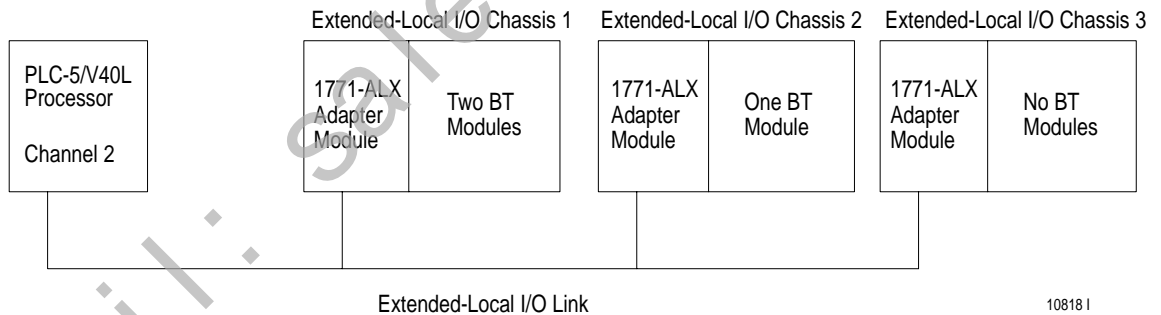 Extended-Local I/O Chassis 1 Extended-Local I/O Chassis 2 Extended-Local I/O Chassis 3
PLC-5/V40L
Processor
Channel 2
1771-ALX
Adapter
Module
Two BT
Modules
1771-ALX
Adapter
Module
One BT
Module
1771-ALX
Adapter
Module
No BT
Modules
Extended-Local I/O Link
10818 I
il: sale